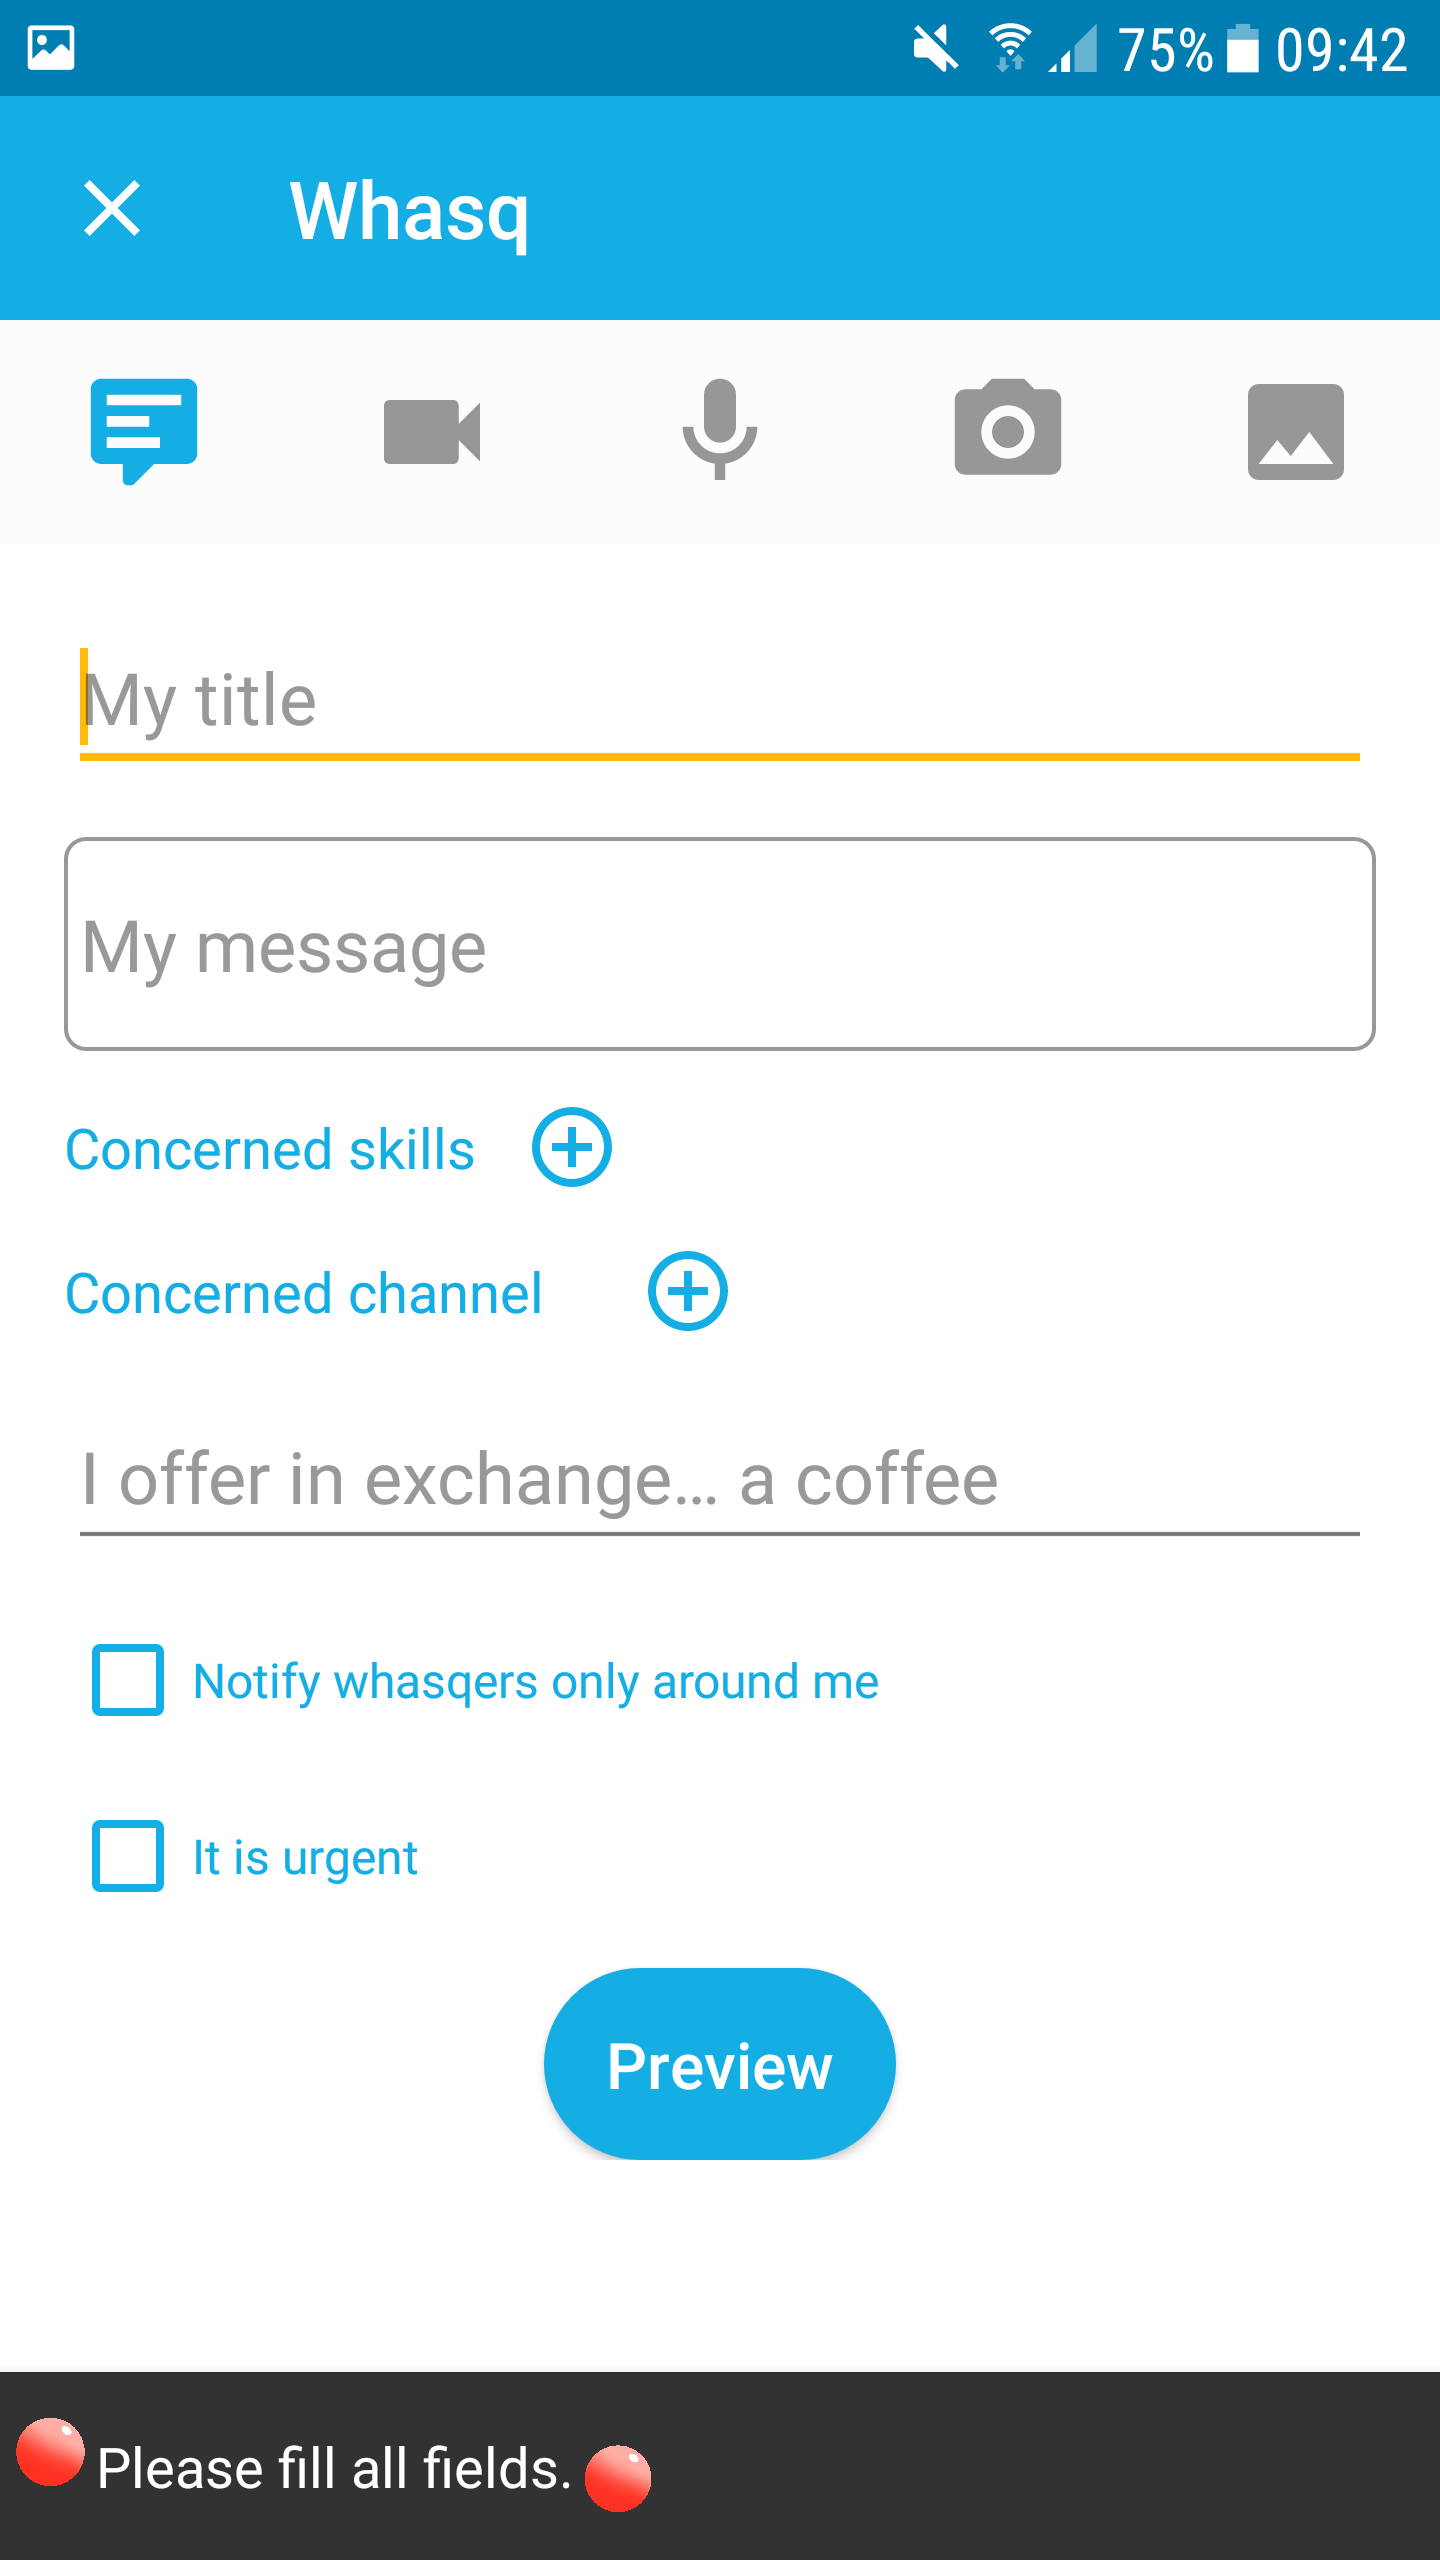 75% 09:42
Whasq
My title
My message
Concerned skills
Concerned channel
I offer in exchange... a coffee
Notify whasqers only around me
It is urgent
Preview
Please fill all fields.